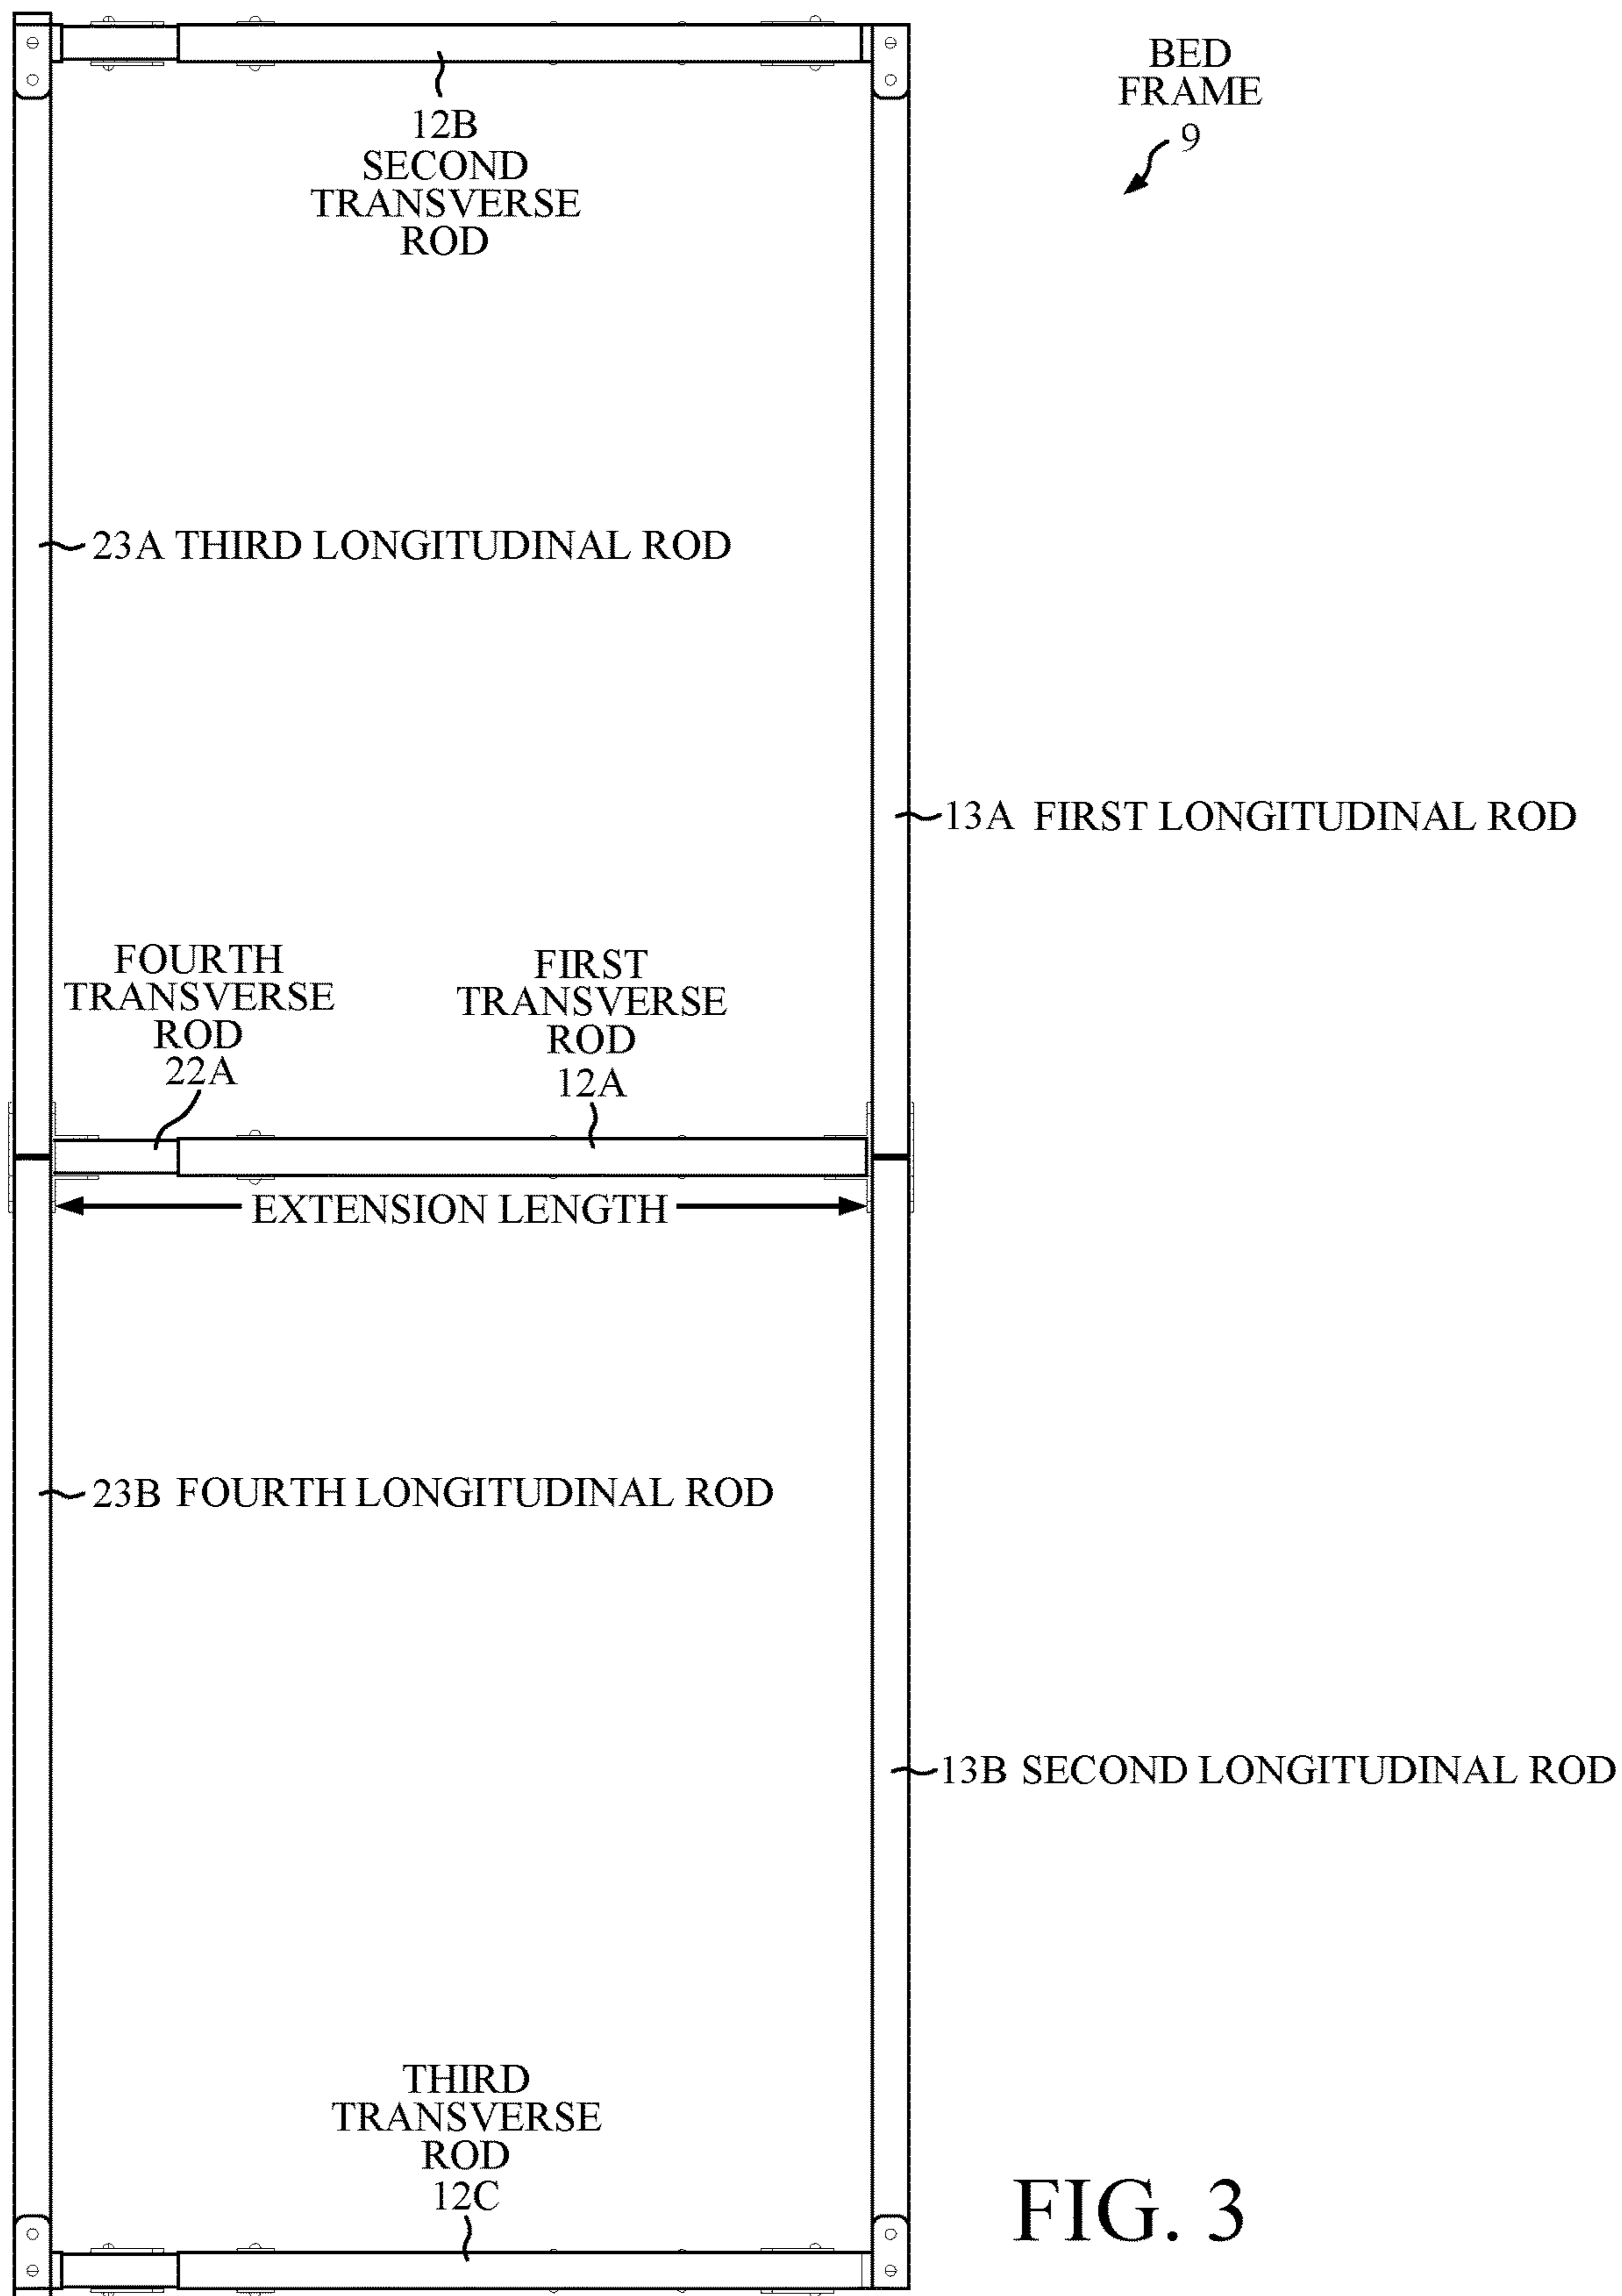 BED
FRAME
9
12B
SECOND
TRANSVERSE
ROD
23A THIRD LONGITUDINAL ROD
13A FIRST LONGITUDINAL ROD
FOURTH
TRANSVERSE
ROD
22A
FIRST
TRANSVERSE
ROD
12A
EXTENSION LENGTH
23B FOURTH LONGITUDINAL ROD
13B SECOND LONGITUDINAL ROD
THIRD
TRANSVERSE
ROD
12C
FIG. 3